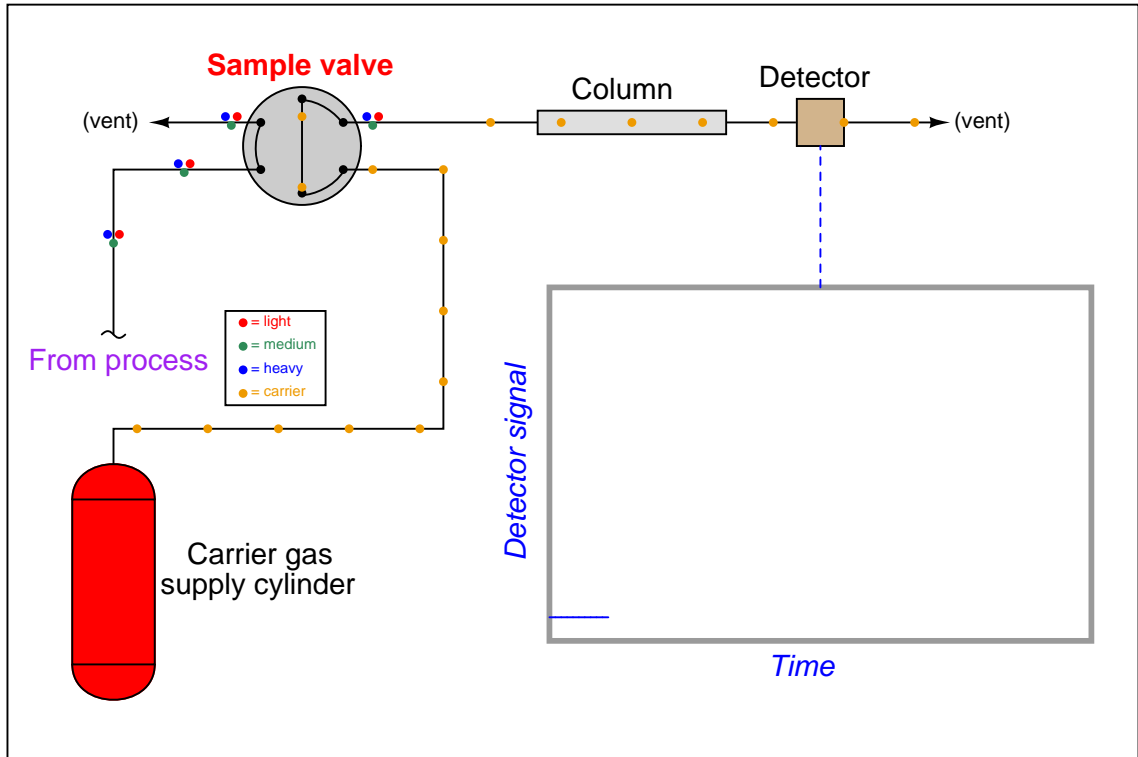 Sample valve
Column
Detector
(vent)
(vent)
= light
= medium
= heavy
= carrier
From process
Detector signal
Carrier gas
supply cylinder
Time